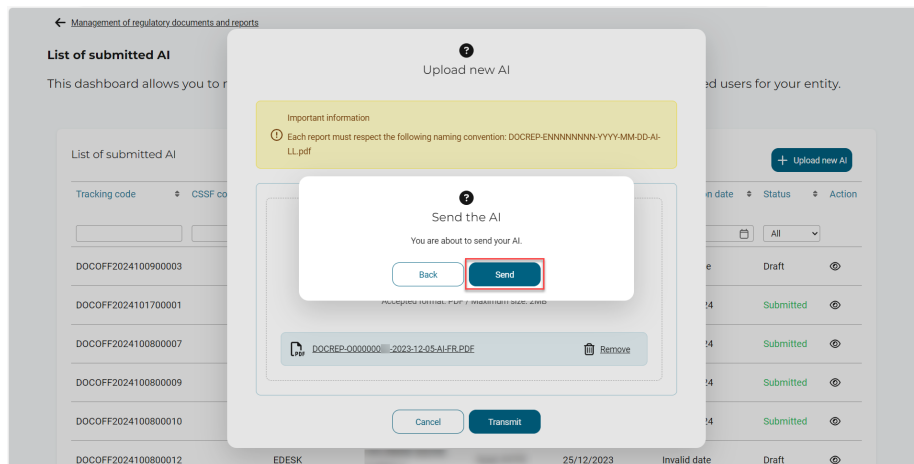 Management of regulatory documents and reports
List of submitted AI
This dashboard allows you to r
ed users for your entity.
Upload new AI
Important information
Each report must respect the following naming convention: DOCREP-ENNNNNNN-YYYY-MM-DD-AI-
LL.pdf
List of submitted AI
+ Upload new AI
Tracking code CSSF co n date Status Action
All
Send the AI
You are about to send your AI.
Back Send
Accepted format: PDF / Maximum size: 2MB
DOCOFF2024100900003 e Draft
DOCOFF2024101700001 24 Submitted
DOCOFF2024100800007 24 Submitted
PDF DOCREP-O000000 -2023-12-05-AI-FR.PDF Remove
DOCOFF2024100800009 24 Submitted
DOCOFF2024100800010 24 Submitted
Cancel Transmit
DOCOFF2024100800012 EDESK 25/12/2023 Invalid date Draft